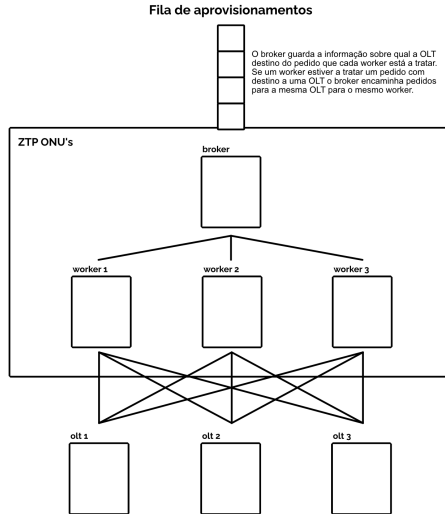 Fila de aprovisionamentos
O broker guarda a informação sobre qual a OLT
destino do pedido que cada worker está a tratar.
Se um worker estiver a tratar um pedido com
destino a uma OLT o broker encaminha pedidos
para a mesma OLT para o mesmo worker.
ZTP ONU's
broker
worker 1
worker 2
worker 3
olt 1
olt 2
olt 3